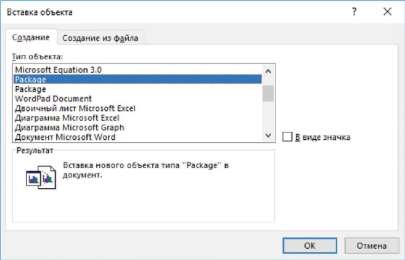 Вставка объекта
? X
Создание Создание из файла
Тип объекта:
Microsoft Equation 3.0
Package
Package
WordPad Document
Двоичный лист Microsoft Excel
Диаграмма Microsoft Excel
Диаграмма Microsoft Graph
Документ Microsoft Word
В виде значка
Результат
Вставка нового объекта типа "Package" в
документ.
ОК Отмена